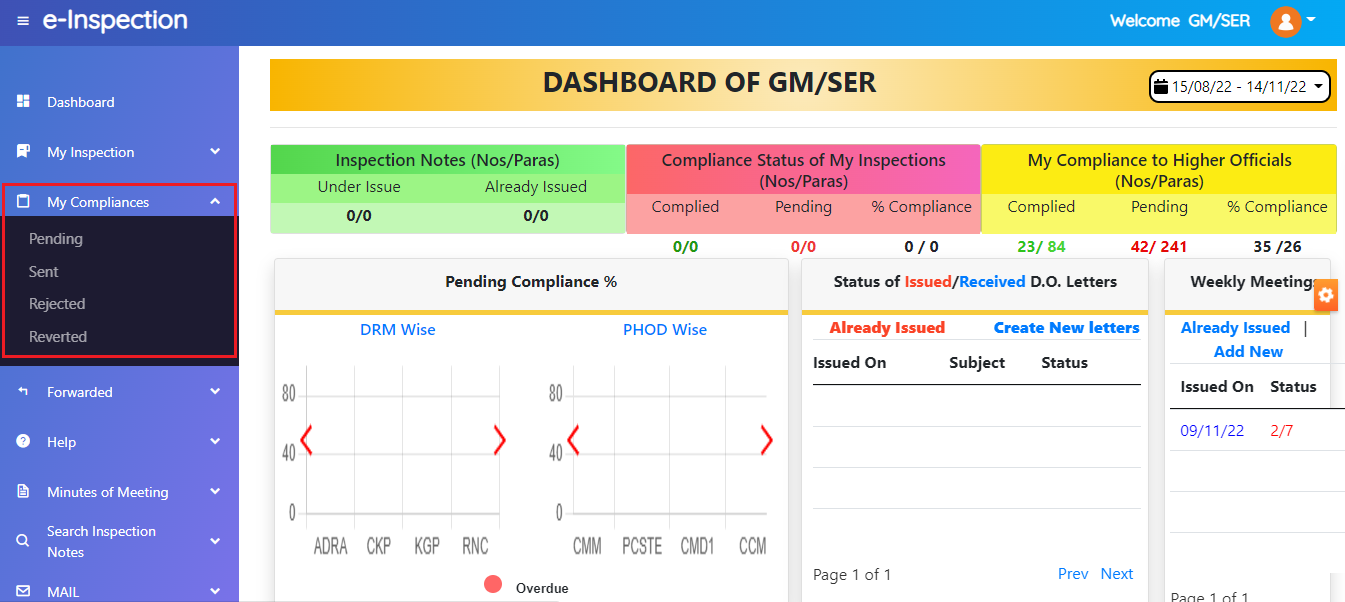 e-Inspection
Welcome GM/SER
Dashboard
My Inspection
My Compliances
Pending
Sent
Rejected
Reverted
Forwarded
Help
Minutes of Meeting
Search Inspection
Notes
MAIL
DASHBOARD OF GM/SER
15/08/22 - 14/11/22
Inspection Notes (Nos/Paras)
Under Issue Already Issued
0/0 0/0
Compliance Status of My Inspections
(Nos/Paras)
Complied Pending % Compliance
0/0 0/0 0 / 0
My Compliance to Higher Officials
(Nos/Paras)
Complied Pending % Compliance
23/ 84 42/ 241 35 /26
Pending Compliance %
DRM Wise
80
40
0
ADRA CKP KGP RNC
PHOD Wise
80
40
0
CMM PCSTE CMD1 CCM
Overdue
Status of Issued/Received D.O. Letters
Already Issued Create New letters
Issued On Subject Status
Page 1 of 1 Prev Next
Weekly Meetings
Already Issued |
Add New
Issued On Status
09/11/22 2/7
Page 1 of 1